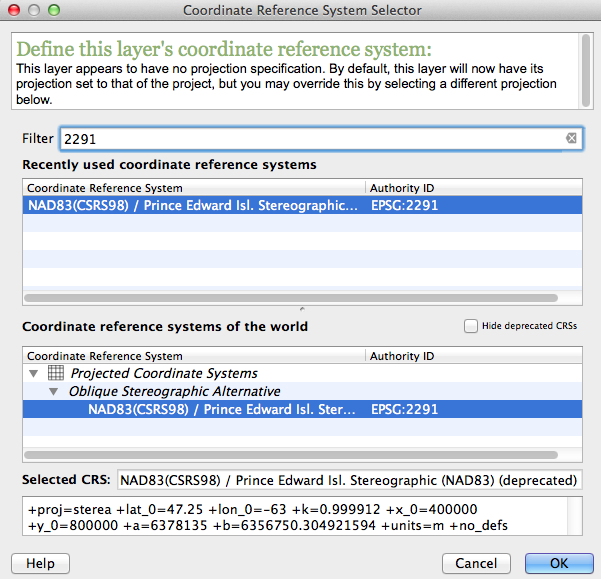 Coordinate Reference System Selector
Define this layer's coordinate reference system:
This layer appears to have no projection specification. By default, this layer will now have its
projection set to that of the project, but you may override this by selecting a different projection
below.
Filter 2291
Recently used coordinate reference systems
Coordinate Reference System Authority ID
NAD83(CSRS98) / Prince Edward Isl. Stereographic... EPSG:2291
Coordinate reference systems of the world Hide deprecated CRSs
Coordinate Reference System Authority ID
Projected Coordinate Systems
Oblique Stereographic Alternative
NAD83(CSRS98) / Prince Edward Isl. Ster... EPSG:2291
Selected CRS: NAD83(CSRS98) / Prince Edward Isl. Stereographic (NAD83) (deprecated)
+proj=sterea +lat_0=47.25 +lon_0=-63 +k=0.999912 +x_0=400000
+y_0=800000 +a=6378135 +b=6356750.304921594 +units=m +no_defs
Help Cancel OK